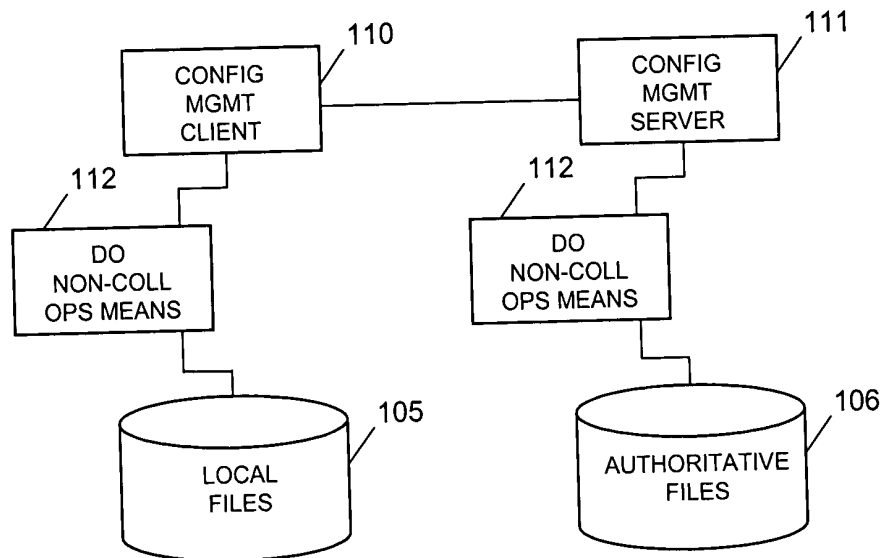 110
CONFIG
MGMT
CLIENT
111
CONFIG
MGMT
SERVER
112
DO
NON-COLL
OPS MEANS
112
DO
NON-COLL
OPS MEANS
105
LOCAL
FILES
106
AUTHORITATIVE
FILES